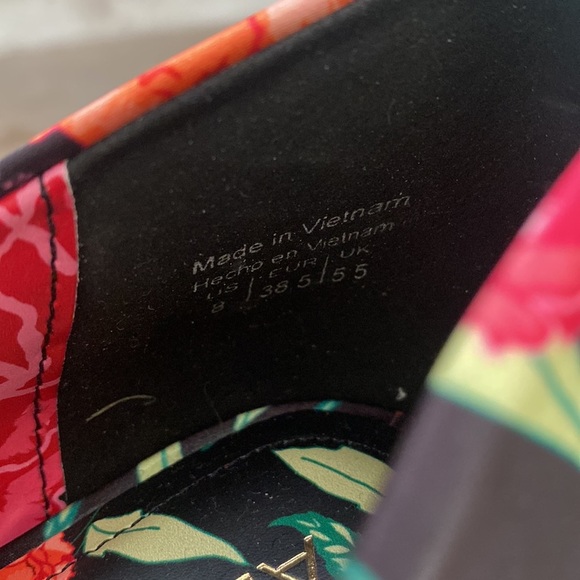 Made in Vietnam
Hecho en Vietnam
US / EUR / UK
8 / 38.5 / 5.5